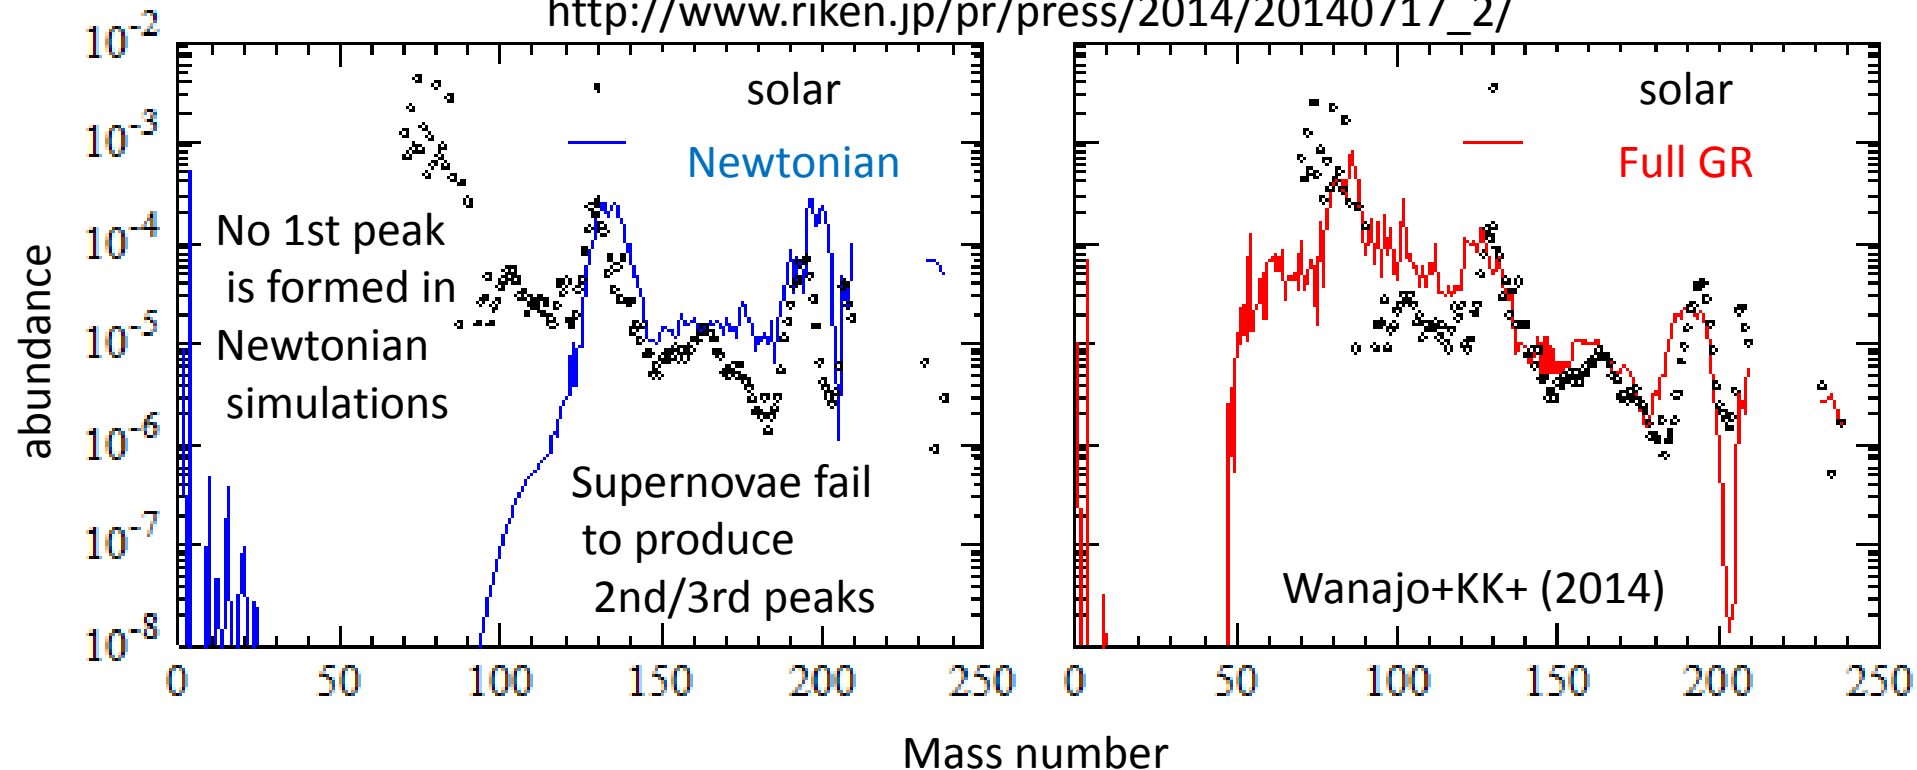 http://www.riken.jp/pr/press/2014/20140717_2/
abundance
10^-2
10^-3
10^-4
10^-5
10^-6
10^-7
10^-8
solar
Newtonian
No 1st peak
is formed in
Newtonian
simulations
Supernovae fail
to produce
2nd/3rd peaks
0 50 100 150 200 250
solar
Full GR
Wanajo+KK+ (2014)
0 50 100 150 200 250
Mass number